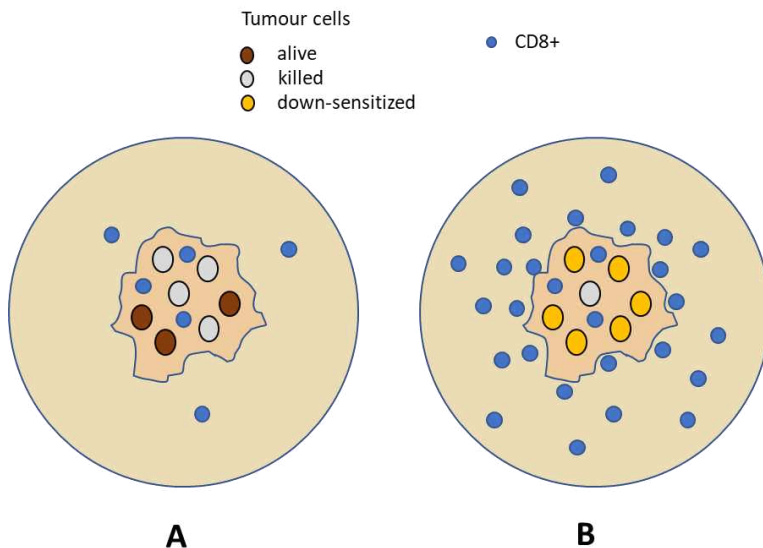 Tumour cells
alive
CD8+
killed
down-sensitized
A
B